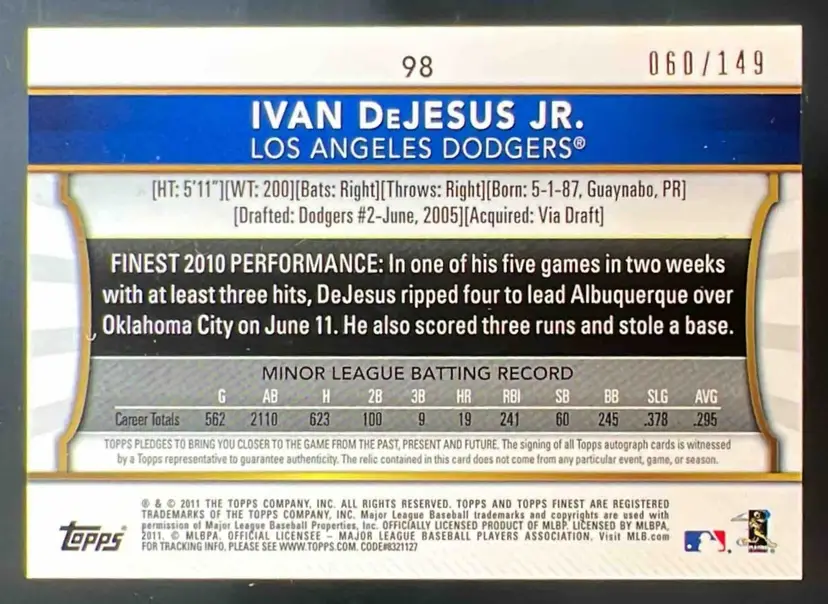 98
060/149
IVAN DeJESUS JR.
LOS ANGELES DODGERS®
[HT: 5'11"][WT: 200][Bats: Right][Throws: Right][Born: 5-1-87, Guaynabo, PR]
[Drafted: Dodgers #2-June, 2005][Acquired: Via Draft]
FINEST 2010 PERFORMANCE: In one of his five games in two weeks
with at least three hits, DeJesus ripped four to lead Albuquerque over
Oklahoma City on June 11. He also scored three runs and stole a base.
MINOR LEAGUE BATTING RECORD
G AB H 2B 3B HR RBI SB BB SLG AVG
Career Totals 562 2110 623 100 9 19 241 60 245 .378 .295
TOPPS PLEDGES TO BRING YOU CLOSER TO THE GAME FROM THE PAST, PRESENT AND FUTURE. The signing of all Topps autograph cards is witnessed
by a Topps representative to guarantee authenticity. The relic contained in this card does not come from any particular event, game, or season.
® & © 2011 THE TOPPS COMPANY, INC. ALL RIGHTS RESERVED. TOPPS AND TOPPS FINEST ARE REGISTERED
TRADEMARKS OF THE TOPPS COMPANY, INC. Major League Baseball trademarks and copyrights are used with
permission of Major League Baseball Properties, Inc. OFFICIALLY LICENSED PRODUCT OF MLBP. LICENSED BY MLBPA,
2011. © MLBPA. OFFICIAL LICENSEE – MAJOR LEAGUE BASEBALL PLAYERS ASSOCIATION. Visit MLB.com
FOR TRACKING INFO, PLEASE SEE WWW.TOPPS.COM. CODE#8321127
topps